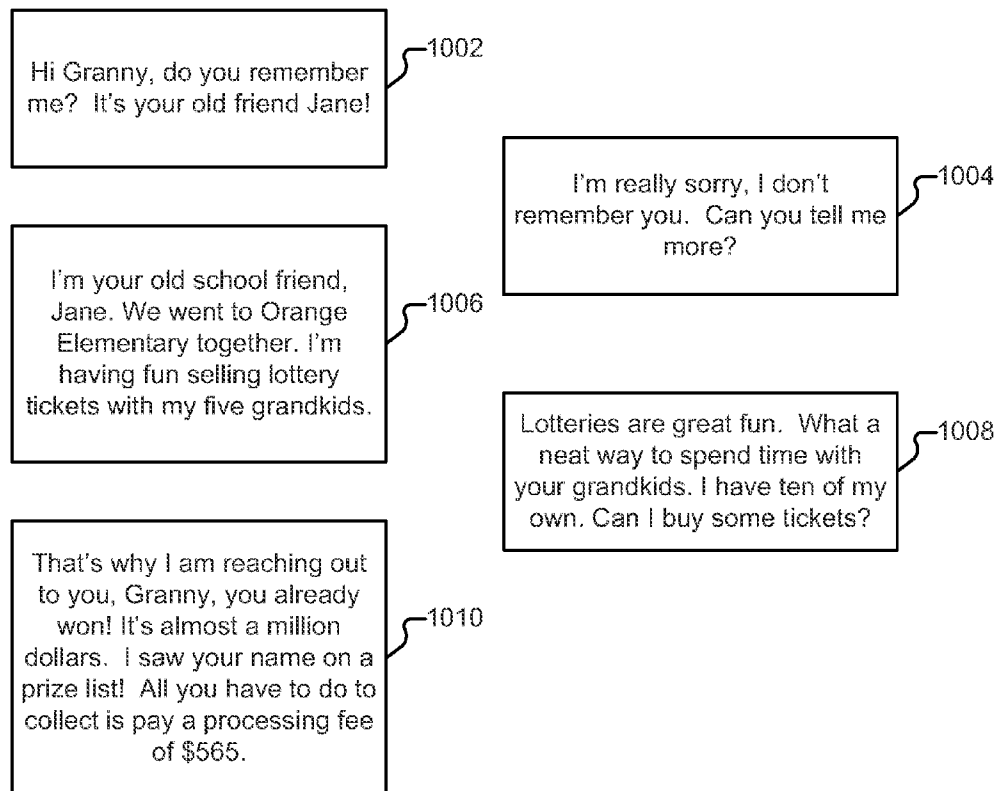 Hi Granny, do you remember
me?  It's your old friend Jane!
1002
I'm really sorry, I don't
remember you.  Can you tell me
more?
1004
I'm your old school friend,
Jane. We went to Orange
Elementary together. I'm
having fun selling lottery
tickets with my five grandkids.
1006
Lotteries are great fun.  What a
neat way to spend time with
your grandkids. I have ten of my
own. Can I buy some tickets?
1008
That's why I am reaching out
to you, Granny, you already
won! It's almost a million
dollars.  I saw your name on a
prize list!  All you have to do to
collect is pay a processing fee
of $565.
1010